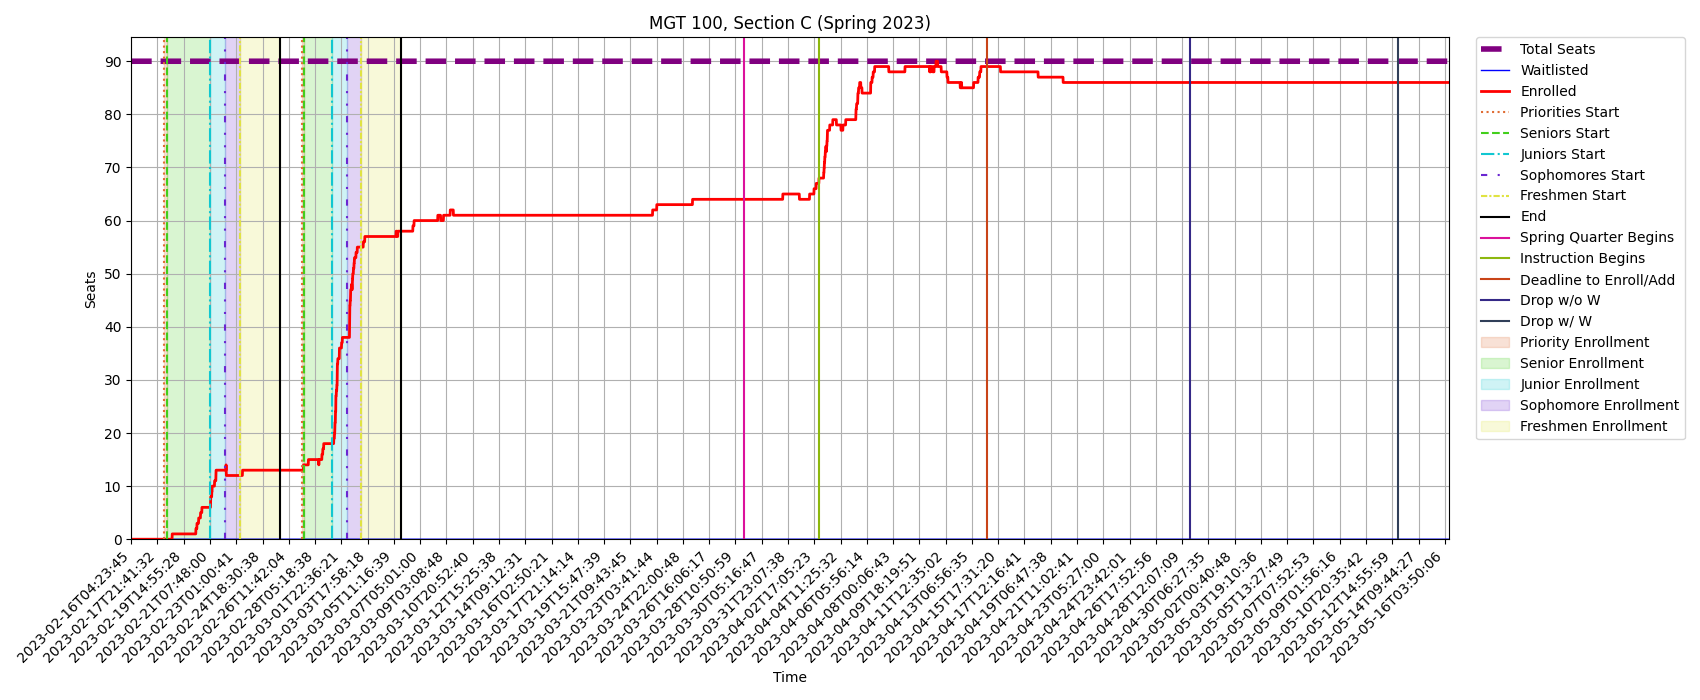 MGT 100, Section C (Spring 2023)
Seats
90
80
70
60
50
40
30
20
10
0
2023-02-16T04:23:45
2023-02-17T21:41:32
2023-02-19T14:55:28
2023-02-21T07:48:00
2023-02-23T01:00:41
2023-02-24T18:30:38
2023-02-26T11:42:04
2023-02-28T05:18:38
2023-03-01T22:36:21
2023-03-03T17:58:18
2023-03-05T11:16:39
2023-03-07T05:01:00
2023-03-09T03:08:48
2023-03-10T20:52:40
2023-03-12T15:25:38
2023-03-14T09:12:31
2023-03-16T02:50:21
2023-03-17T21:14:14
2023-03-19T15:47:39
2023-03-21T09:43:45
2023-03-23T03:41:44
2023-03-24T22:00:48
2023-03-26T16:06:17
2023-03-28T10:50:59
2023-03-30T05:16:47
2023-03-31T23:07:38
2023-04-02T17:05:23
2023-04-04T11:25:32
2023-04-06T05:56:14
2023-04-08T00:06:43
2023-04-09T18:19:51
2023-04-11T12:35:02
2023-04-13T06:56:35
2023-04-15T17:31:20
2023-04-17T12:16:41
2023-04-19T06:47:38
2023-04-21T11:02:41
2023-04-23T05:27:00
2023-04-24T23:42:01
2023-04-26T17:52:56
2023-04-28T12:07:09
2023-04-30T06:27:35
2023-05-02T00:40:48
2023-05-03T19:10:36
2023-05-05T13:27:49
2023-05-07T07:52:53
2023-05-09T01:56:16
2023-05-10T20:35:42
2023-05-12T14:55:59
2023-05-14T09:44:27
2023-05-16T03:50:06
Time
Total Seats
Waitlisted
Enrolled
Priorities Start
Seniors Start
Juniors Start
Sophomores Start
Freshmen Start
End
Spring Quarter Begins
Instruction Begins
Deadline to Enroll/Add
Drop w/o W
Drop w/ W
Priority Enrollment
Senior Enrollment
Junior Enrollment
Sophomore Enrollment
Freshmen Enrollment